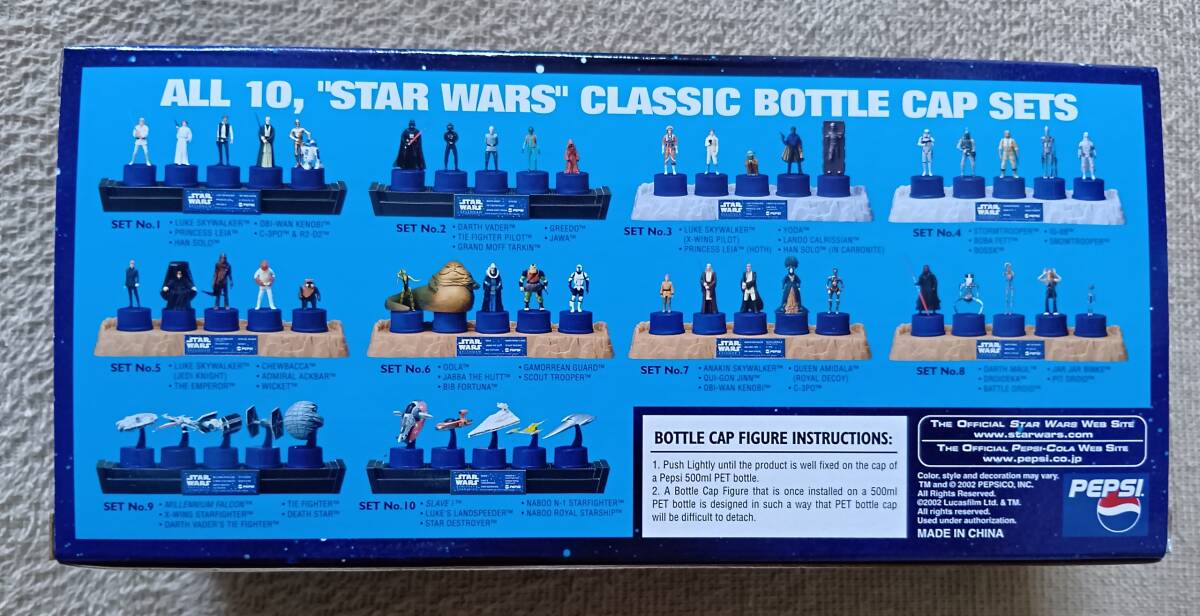 ALL 10, "STAR WARS" CLASSIC BOTTLE CAP SETS
SET No.1
• LUKE SKYWALKER™
• PRINCESS LEIA™
• HAN SOLO™
• OBI-WAN KENOBI™
• C-3PO™ & R2-D2™
SET No.2
• DARTH VADER™
• TIE FIGHTER PILOT™
• GRAND MOFF TARKIN™
• GREEDO™
• JAWA™
SET No.3
• LUKE SKYWALKER™
(X-WING PILOT)
• PRINCESS LEIA™ (HOTH)
• YODA™
• LANDO CALRISSIAN™
• HAN SOLO™ (IN CARBONITE)
SET No.4
• STORMTROOPER™
• BOBA FETT™
• BOSSK™
• IG-88™
• SNOWTROOPER™
SET No.5
• LUKE SKYWALKER™
(JEDI KNIGHT)
• THE EMPEROR™
• CHEWBACCA™
• ADMIRAL ACKBAR™
• WICKET™
SET No.6
• OOLA™
• JABBA THE HUTT™
• BIB FORTUNA™
• GAMORREAN GUARD™
• SCOUT TROOPER™
SET No.7
• ANAKIN SKYWALKER™
• QUI-GON JINN™
• OBI-WAN KENOBI™
• QUEEN AMIDALA™
(ROYAL DECOY)
• C-3PO™
SET No.8
• DARTH MAUL™
• DROIDEKA™
• BATTLE DROID™
• JAR JAR BINKS™
• PIT DROID™
SET No.9
• MILLENNIUM FALCON™
• X-WING STARFIGHTER™
• DARTH VADER'S TIE FIGHTER™
• TIE FIGHTER™
• DEATH STAR™
SET No.10
• SLAVE I™
• LUKE'S LANDSPEEDER™
• STAR DESTROYER™
• NABOO N-1 STARFIGHTER™
• NABOO ROYAL STARSHIP™
BOTTLE CAP FIGURE INSTRUCTIONS:
1. Push Lightly until the product is well fixed on the cap of
a Pepsi 500ml PET bottle.
2. A Bottle Cap Figure that is once installed on a 500ml
PET bottle is designed in such a way that PET bottle cap
will be difficult to detach.
The Official Star Wars Web Site
www.starwars.com
The Official Pepsi-Cola Web Site
www.pepsi.co.jp
Color, style and decoration may vary.
TM and © 2002 PEPSICO, INC.
All Rights Reserved.
©2002 Lucasfilm Ltd. & TM.
All rights reserved.
Used under authorization.
MADE IN CHINA
PEPSI